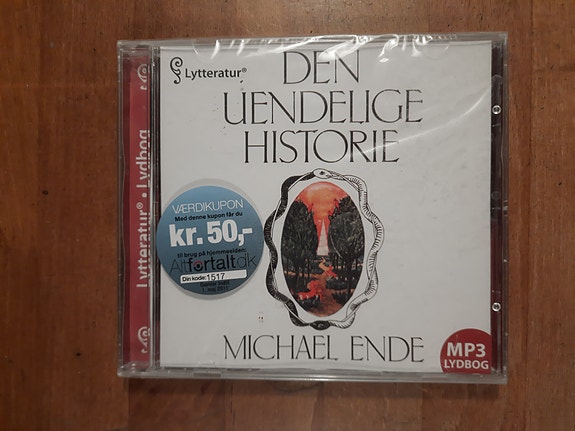 Lytteratur®
DEN
UENDELIGE
HISTORIE
Lytteratur® • Lydbog
VÆRDIKUPON
Med denne kupon får du
kr. 50,-
til brug på hjemmesiden:
Altfortalt.dk
Din kode: 1517
MICHAEL ENDE
MP3
LYDBOG